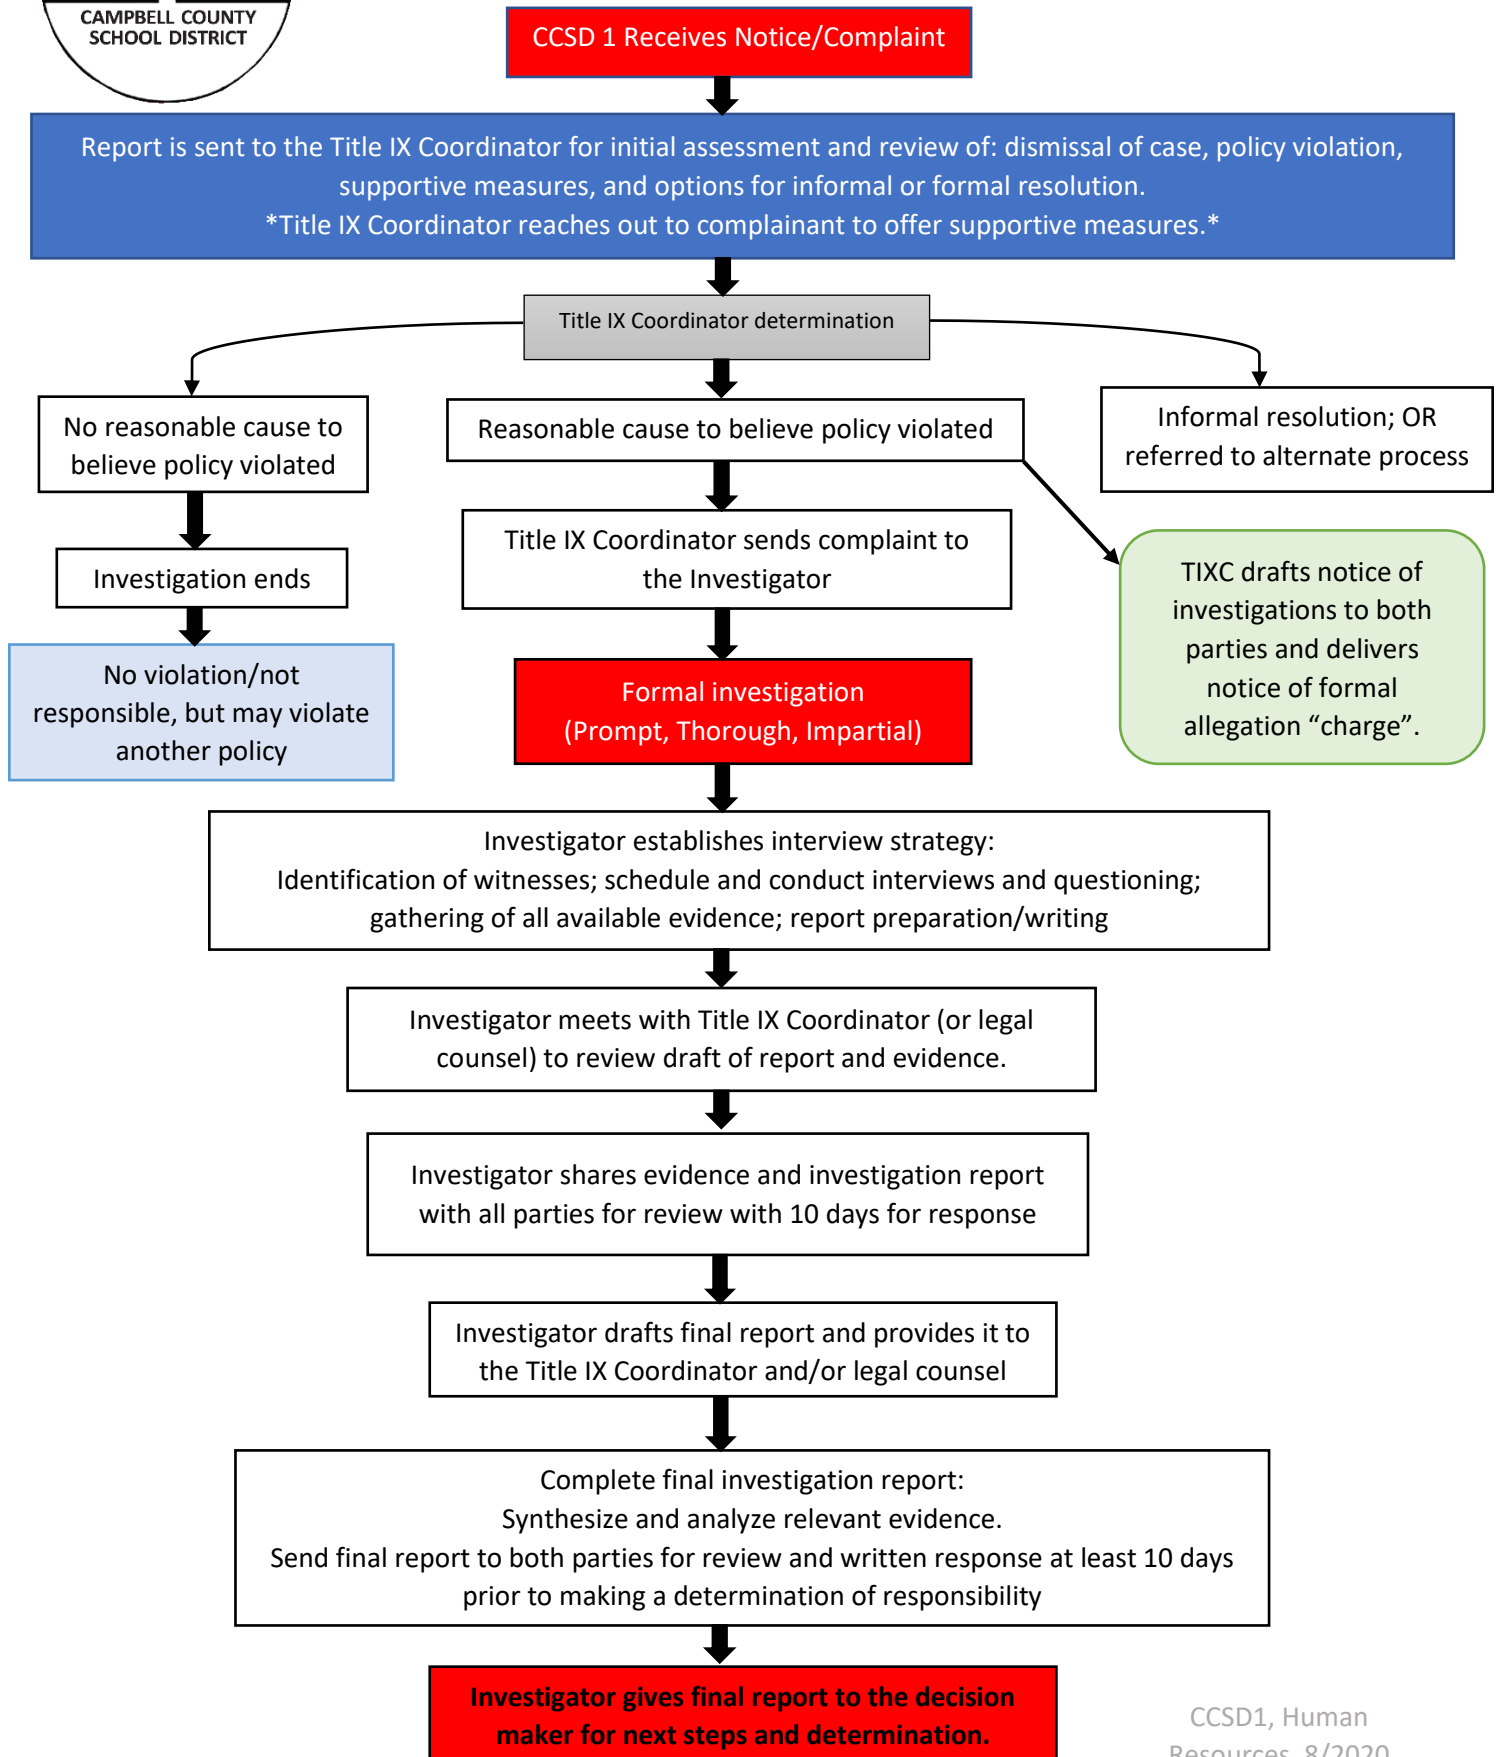 CAMPBELL COUNTY
SCHOOL DISTRICT
CCSD 1 Receives Notice/Complaint
Report is sent to the Title IX Coordinator for initial assessment and review of: dismissal of case, policy violation,
supportive measures, and options for informal or formal resolution.
*Title IX Coordinator reaches out to complainant to offer supportive measures.*
Title IX Coordinator determination
No reasonable cause to
believe policy violated
Reasonable cause to believe policy violated
Informal resolution; OR
referred to alternate process
Investigation ends
Title IX Coordinator sends complaint to
the Investigator
TIXC drafts notice of
investigations to both
parties and delivers
notice of formal
allegation “charge”.
No violation/not
responsible, but may violate
another policy
Formal investigation
(Prompt, Thorough, Impartial)
Investigator establishes interview strategy:
Identification of witnesses; schedule and conduct interviews and questioning;
gathering of all available evidence; report preparation/writing
Investigator meets with Title IX Coordinator (or legal
counsel) to review draft of report and evidence.
Investigator shares evidence and investigation report
with all parties for review with 10 days for response
Investigator drafts final report and provides it to
the Title IX Coordinator and/or legal counsel
Complete final investigation report:
Synthesize and analyze relevant evidence.
Send final report to both parties for review and written response at least 10 days
prior to making a determination of responsibility
Investigator gives final report to the decision
maker for next steps and determination.
CCSD1, Human
Resources, 8/2020